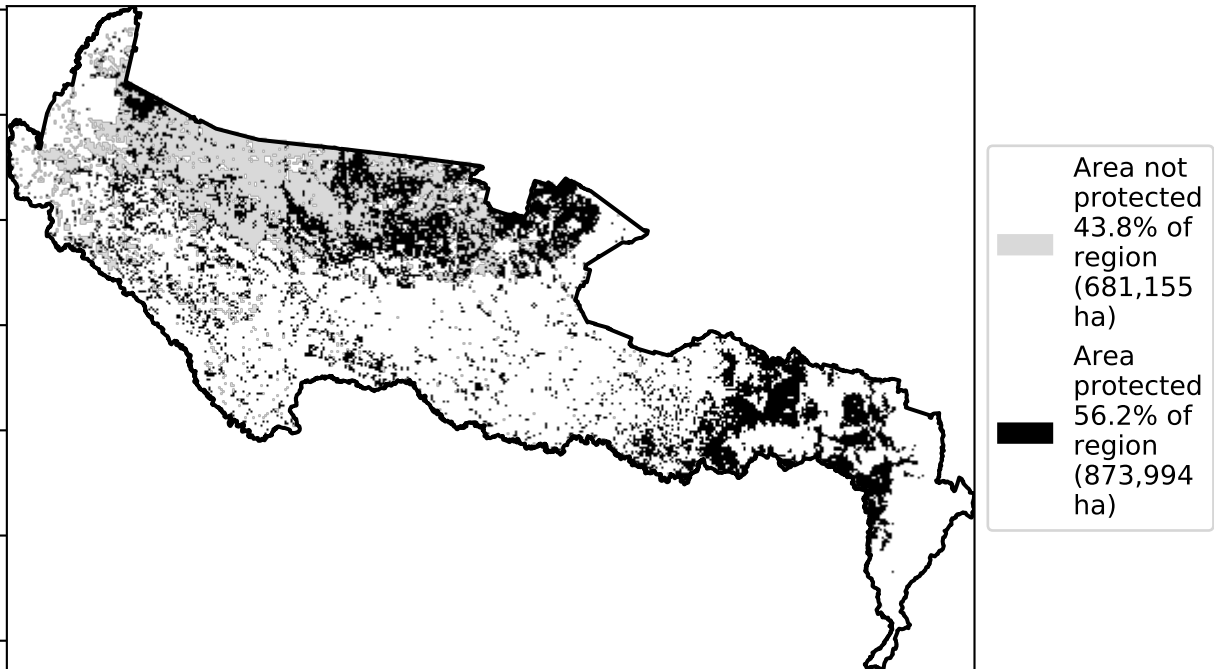 Area not
protected
43.8% of
region
(681,155
ha)
Area
protected
56.2% of
region
(873,994
ha)